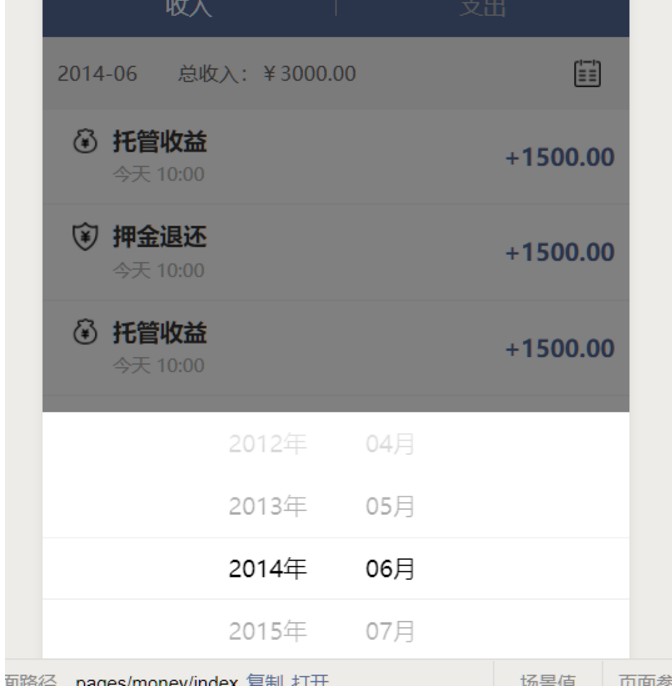 收入 支出
2014-06 总收入：￥3000.00
托管收益
今天 10:00
+1500.00
押金退还
今天 10:00
+1500.00
托管收益
今天 10:00
+1500.00
2012年 04月
2013年 05月
2014年 06月
2015年 07月
面路径 pages/money/index 复制 打开 场景值 页面参